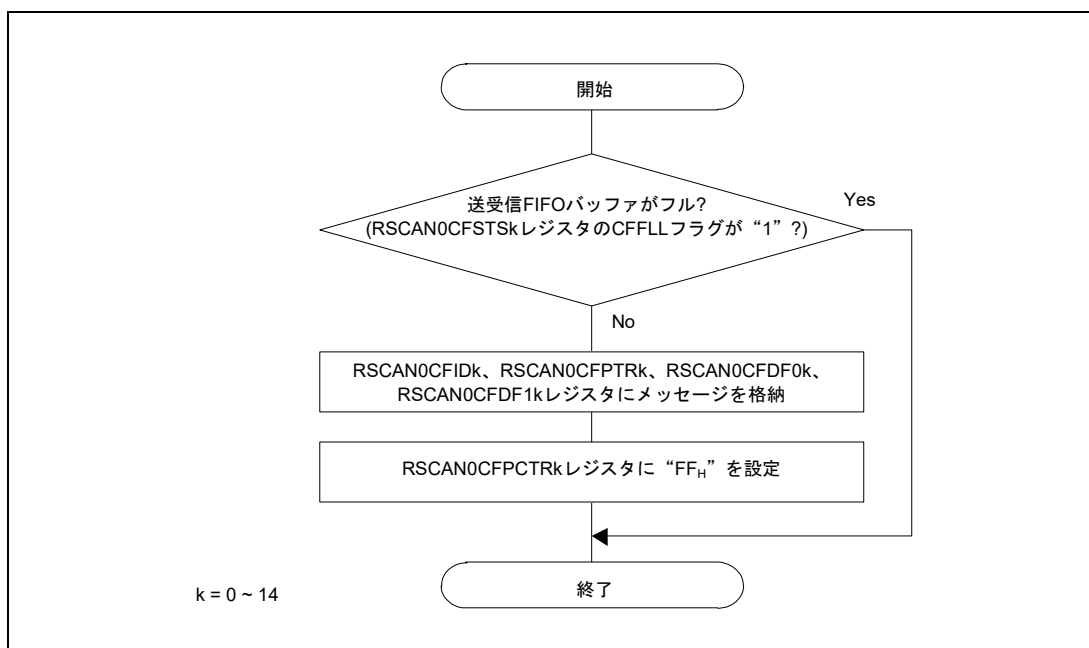 開始
送受信FIFOバッファがフル?
(RSCAN0CFSTSkレジスタのCFFLLフラグが“1”?)
Yes
No
RSCAN0CFIDk、RSCAN0CFPTRk、RSCAN0CFDF0k、
RSCAN0CFDF1kレジスタにメッセージを格納
RSCAN0CFPCTRkレジスタに“FFH”を設定
終了
k = 0 ~ 14